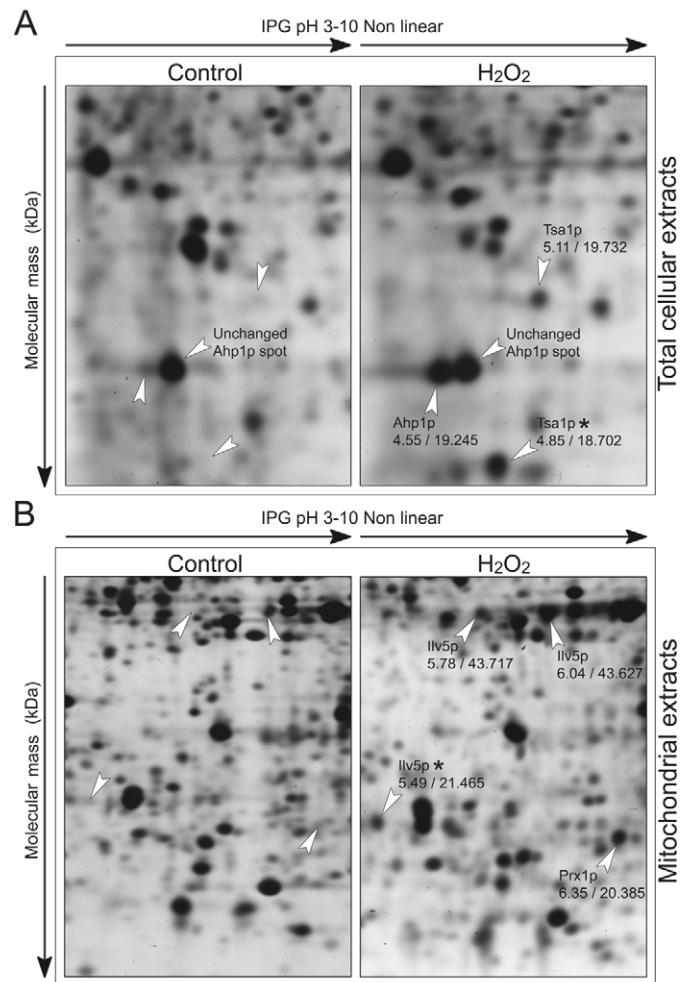 A
IPG pH 3-10 Non linear
Control
H2O2
Molecular mass (kDa)
Total cellular extracts
Tsa1p
5.11 / 19.732
Unchanged
Ahp1p spot
Unchanged
Ahp1p spot
Ahp1p
4.55 / 19.245
Tsa1p *
4.85 / 18.702
B
IPG pH 3-10 Non linear
Control
H2O2
Molecular mass (kDa)
Mitochondrial extracts
Ilv5p
5.78 / 43.717
Ilv5p
6.04 / 43.627
Ilv5p *
5.49 / 21.465
Prx1p
6.35 / 20.385